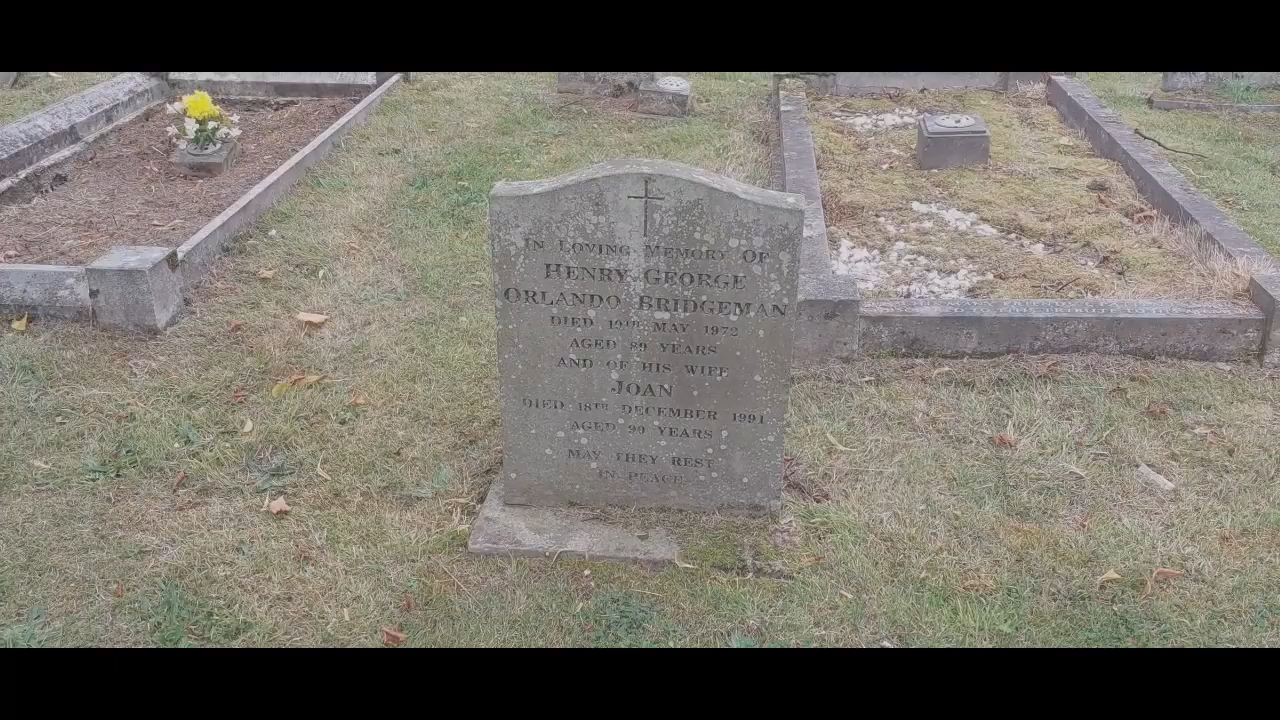 IN LOVING MEMORY OF
HENRY GEORGE
ORLANDO BRIDGEMAN
DIED 19TH MAY 1972
AGED 89 YEARS
AND OF HIS WIFE
JOAN
DIED 18TH DECEMBER 1991
AGED 99 YEARS
MAY THEY REST
IN PEACE